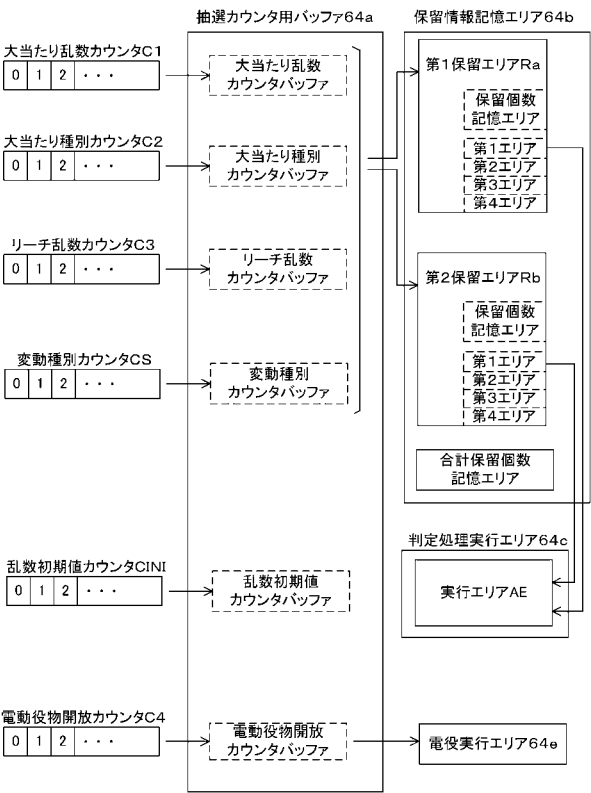 抽選カウンタ用バッファ64a
保留情報記憶エリア64b
大当たり乱数カウンタC1
0 1 2 ・・・
大当たり乱数
カウンタバッファ
大当たり種別カウンタC2
0 1 2 ・・・
大当たり種別
カウンタバッファ
リーチ乱数カウンタC3
0 1 2 ・・・
リーチ乱数
カウンタバッファ
変動種別カウンタCS
0 1 2 ・・・
変動種別
カウンタバッファ
乱数初期値カウンタCINI
0 1 2 ・・・
乱数初期値
カウンタバッファ
電動役物開放カウンタC4
0 1 2 ・・・
電動役物開放
カウンタバッファ
第1保留エリアRa
保留個数
記憶エリア
第1エリア
第2エリア
第3エリア
第4エリア
第2保留エリアRb
保留個数
記憶エリア
第1エリア
第2エリア
第3エリア
第4エリア
合計保留個数
記憶エリア
判定処理実行エリア64c
実行エリアAE
電役実行エリア64e